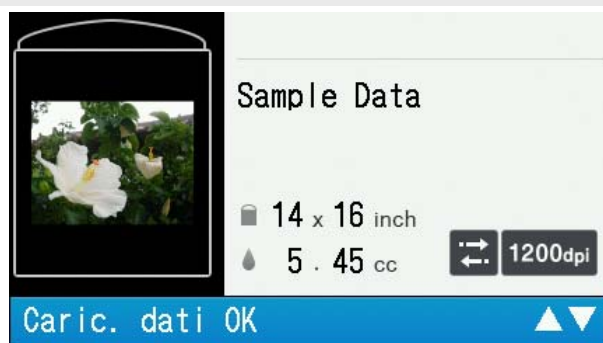 Sample Data
14 x 16 inch
5 . 45 cc
1200dpi
Caric. dati OK